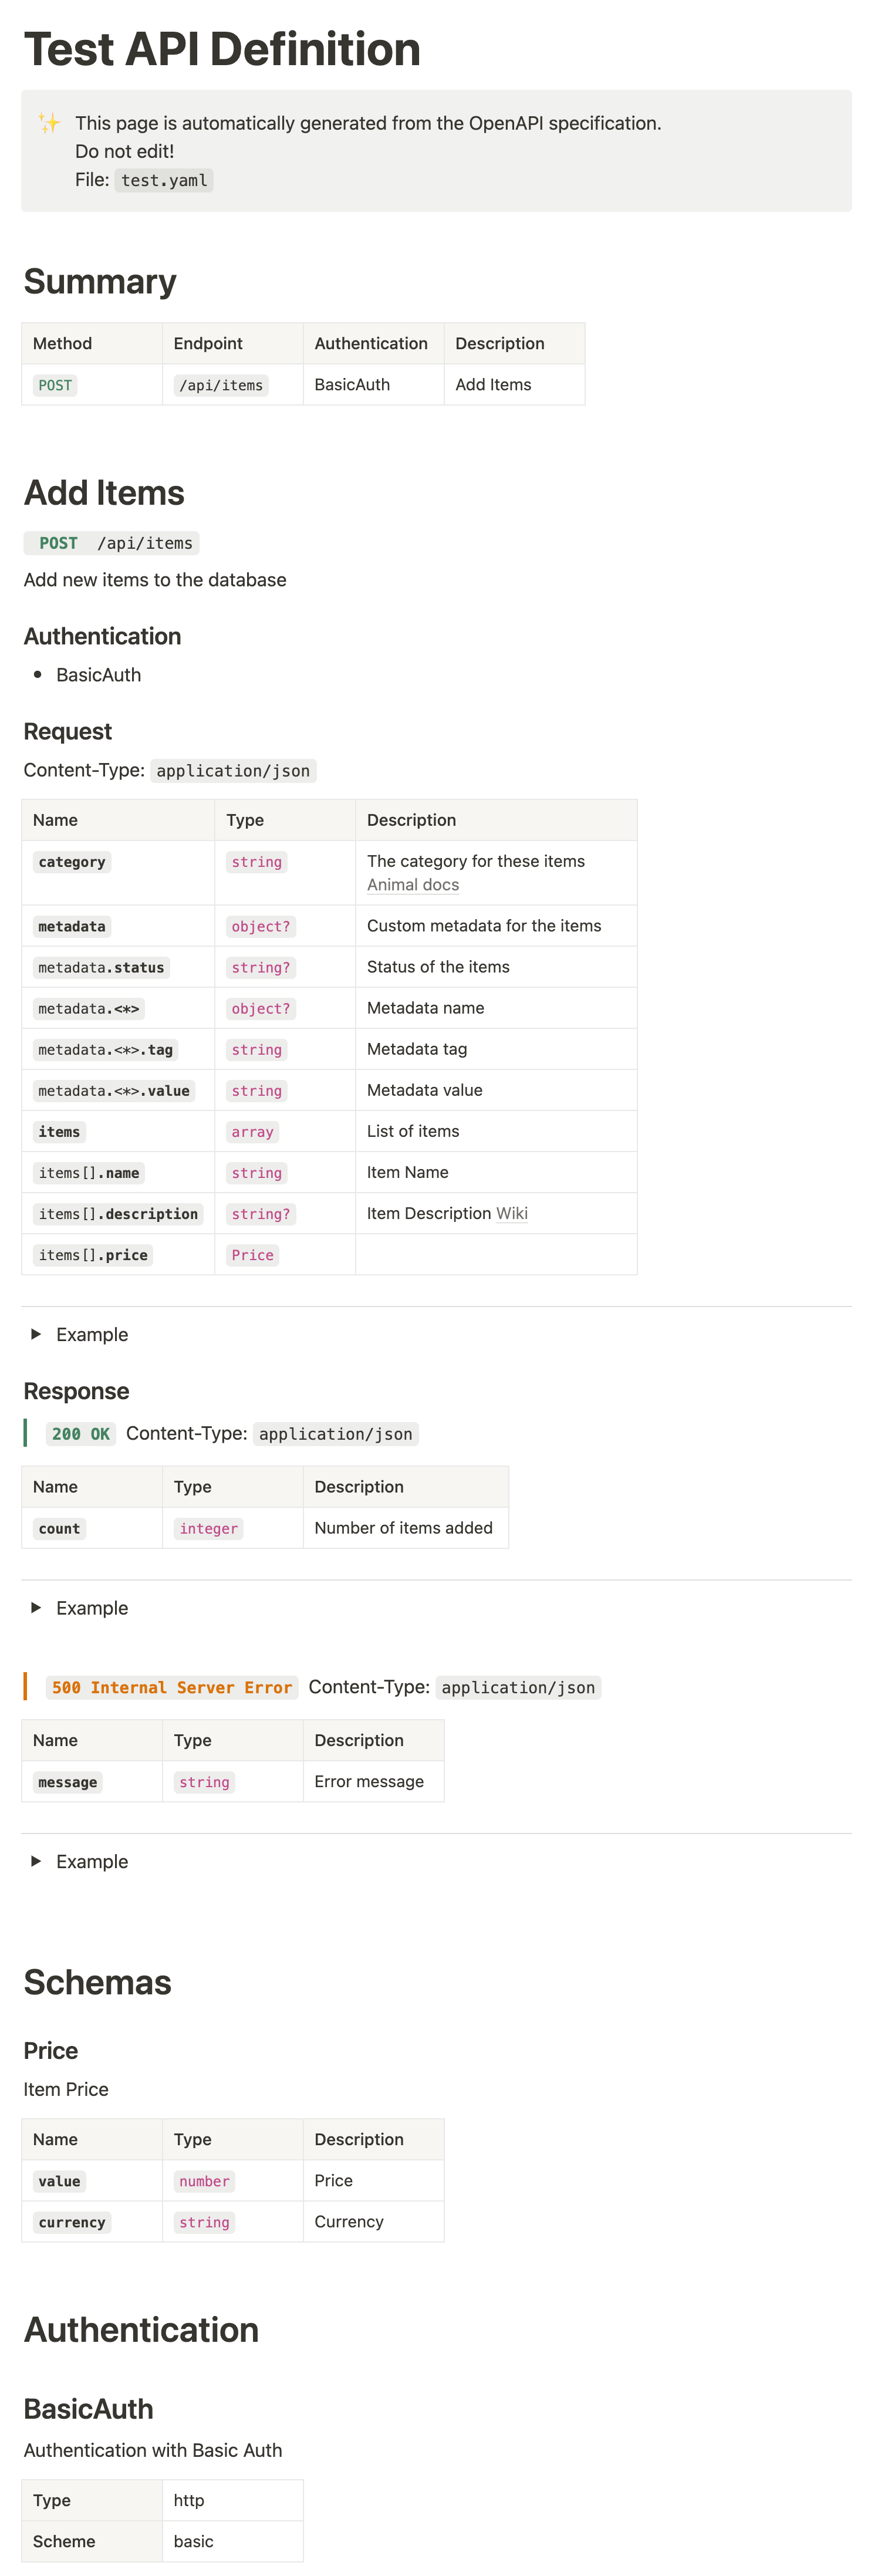 Test API Definition
This page is automatically generated from the OpenAPI specification.
Do not edit!
File: test.yaml
Summary
Method Endpoint Authentication Description
POST /api/items BasicAuth Add Items
Add Items
POST /api/items
Add new items to the database
Authentication
• BasicAuth
Request
Content-Type: application/json
Name Type Description
category string The category for these items
Animal docs
metadata object? Custom metadata for the items
metadata.status string? Status of the items
metadata.<*> object? Metadata name
metadata.<*>.tag string Metadata tag
metadata.<*>.value string Metadata value
items array List of items
items[].name string Item Name
items[].description string? Item Description Wiki
items[].price Price
Example
Response
200 OK Content-Type: application/json
Name Type Description
count integer Number of items added
Example
500 Internal Server Error Content-Type: application/json
Name Type Description
message string Error message
Example
Schemas
Price
Item Price
Name Type Description
value number Price
currency string Currency
Authentication
BasicAuth
Authentication with Basic Auth
Type http
Scheme basic